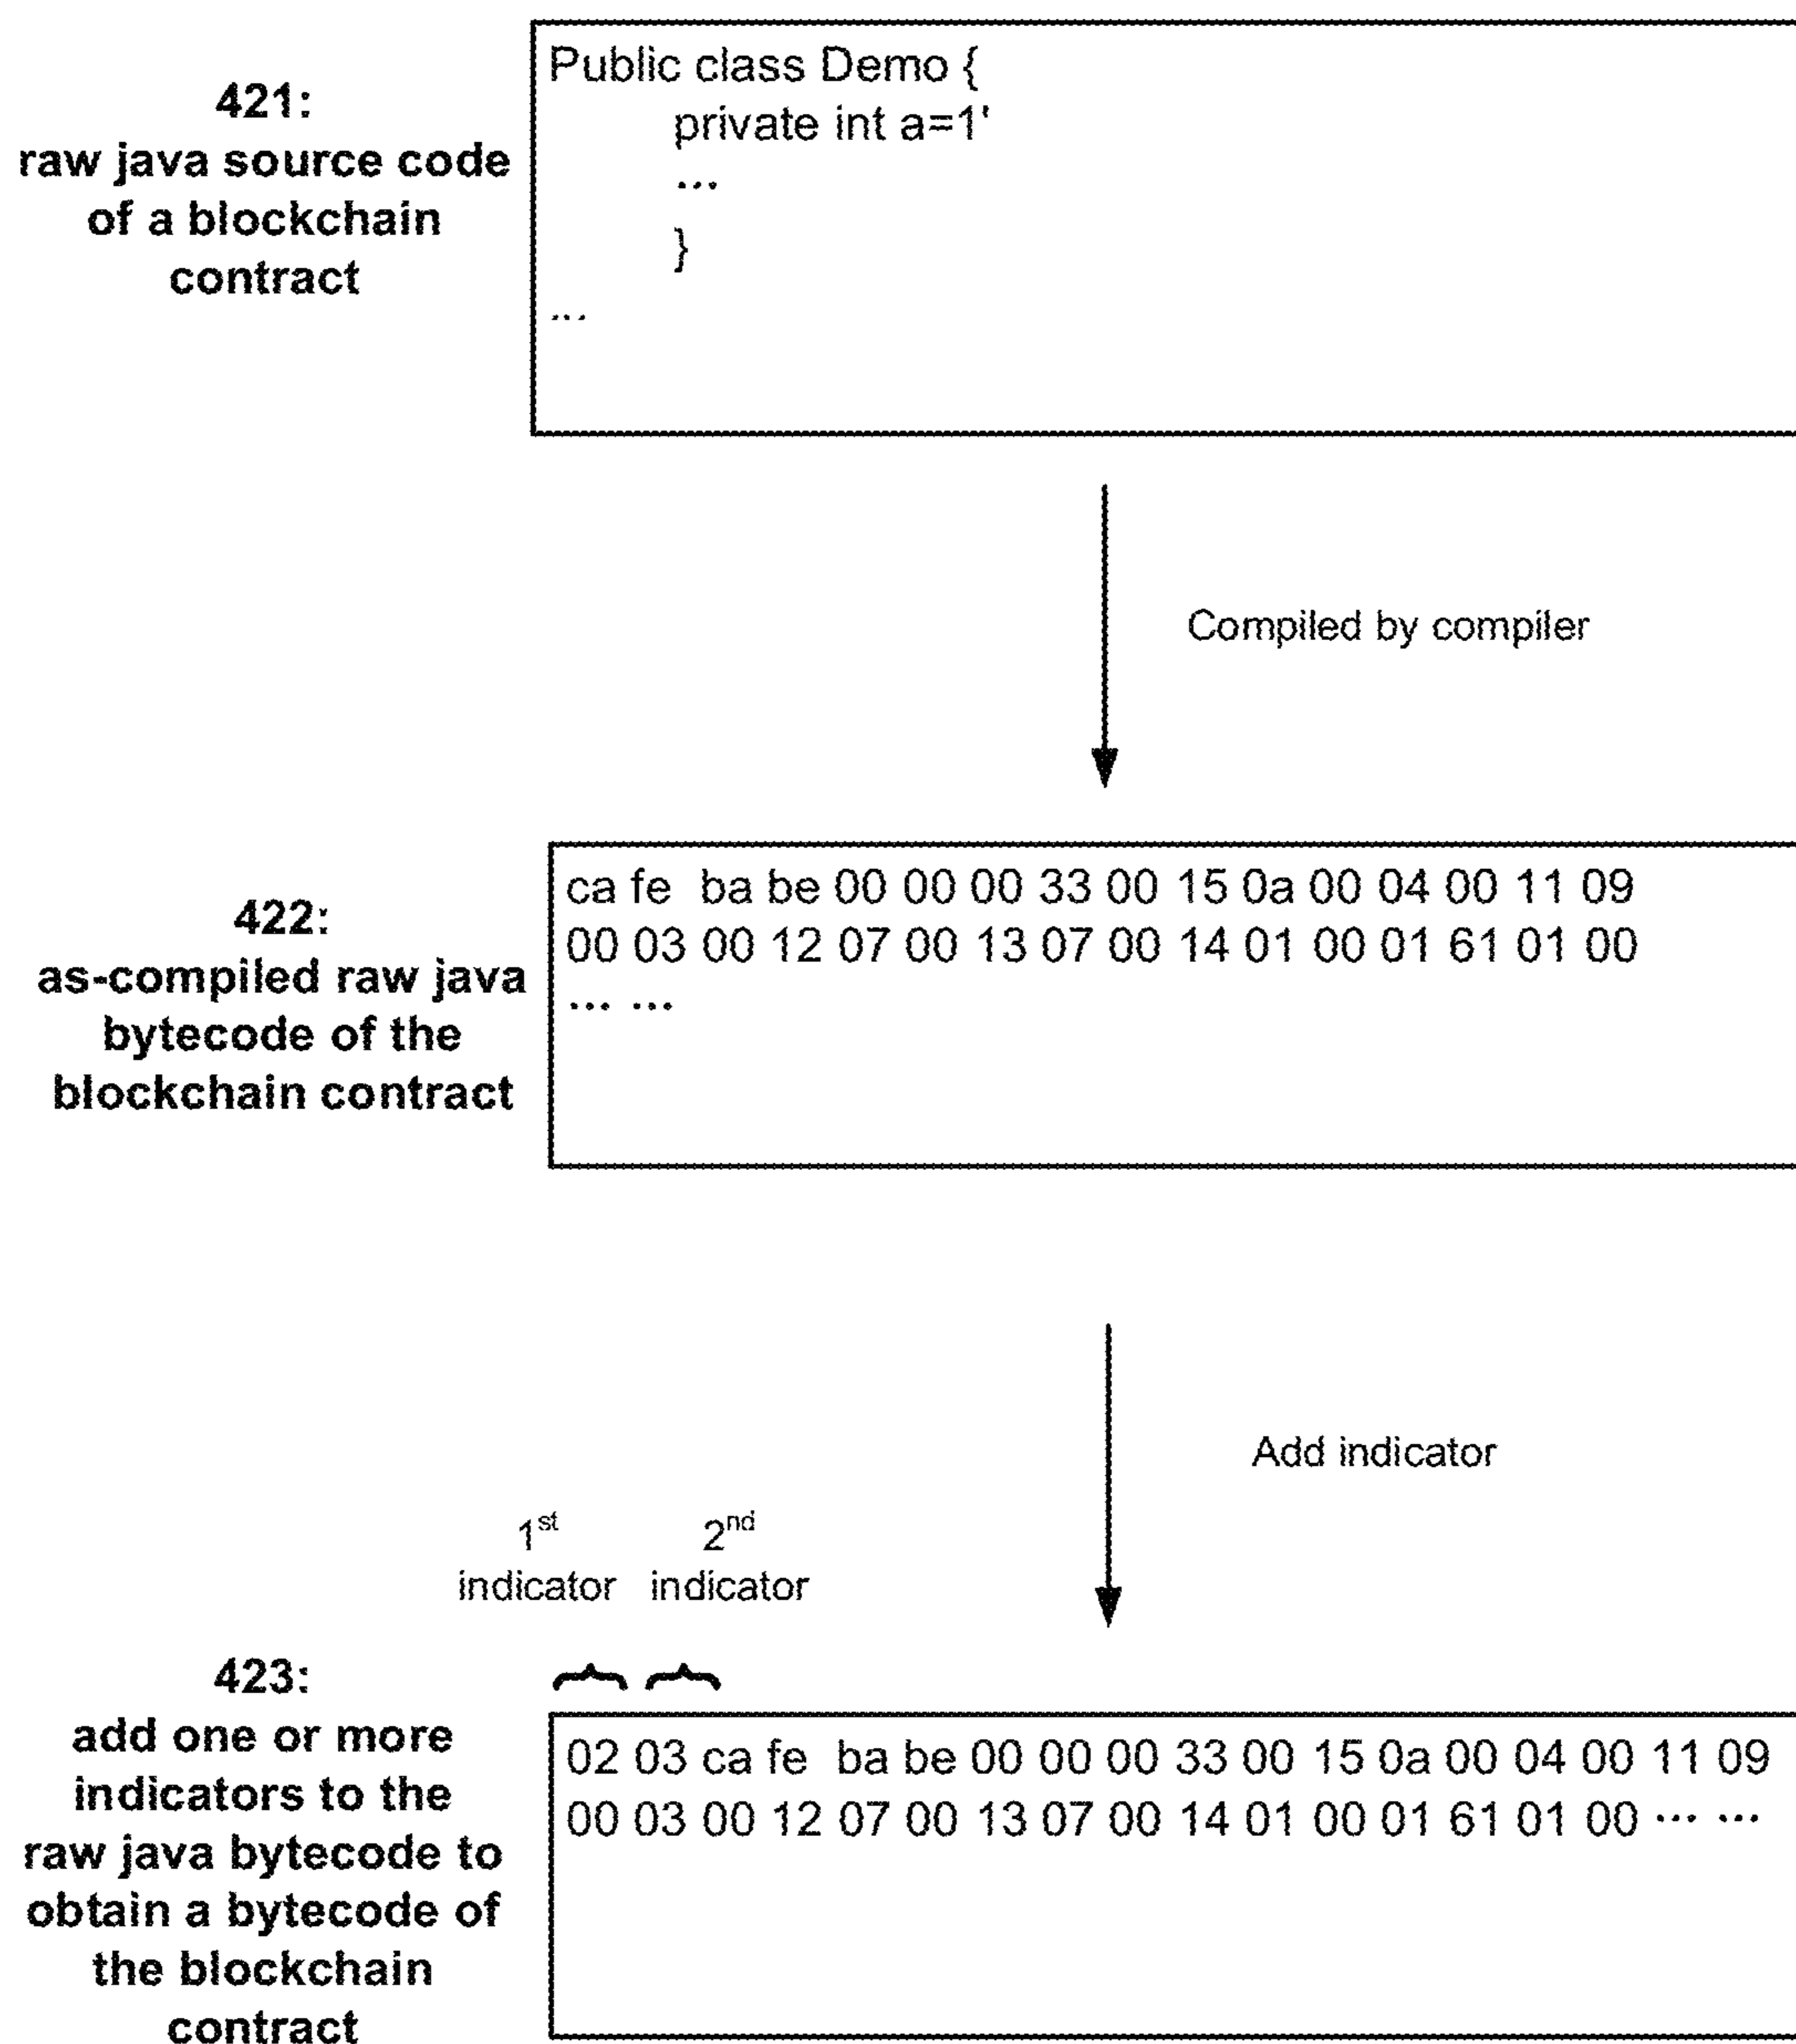 421:
raw java source code
of a blockchain
contract
Public class Demo {
private int a=1'
...
}
...
Compiled by compiler
422:
as-compiled raw java
bytecode of the
blockchain contract
ca fe ba be 00 00 00 33 00 15 0a 00 04 00 11 09
00 03 00 12 07 00 13 07 00 14 01 00 01 61 01 00
... ...
Add indicator
1st
indicator
2nd
indicator
423:
add one or more
indicators to the
raw java bytecode to
obtain a bytecode of
the blockchain
contract
02 03 ca fe ba be 00 00 00 33 00 15 0a 00 04 00 11 09
00 03 00 12 07 00 13 07 00 14 01 00 01 61 01 00 ... ...